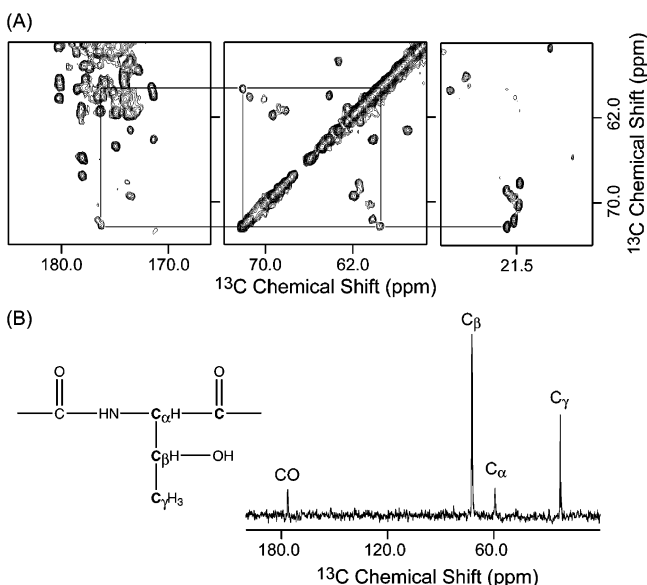 (A)
62.0
70.0
13C Chemical Shift (ppm)
180.0 170.0 70.0 62.0 21.5
13C Chemical Shift (ppm)
(B)
O O
C HN CαH C
CβH OH
CγH3
CO Cβ Cα Cγ
180.0 120.0 60.0
13C Chemical Shift (ppm)